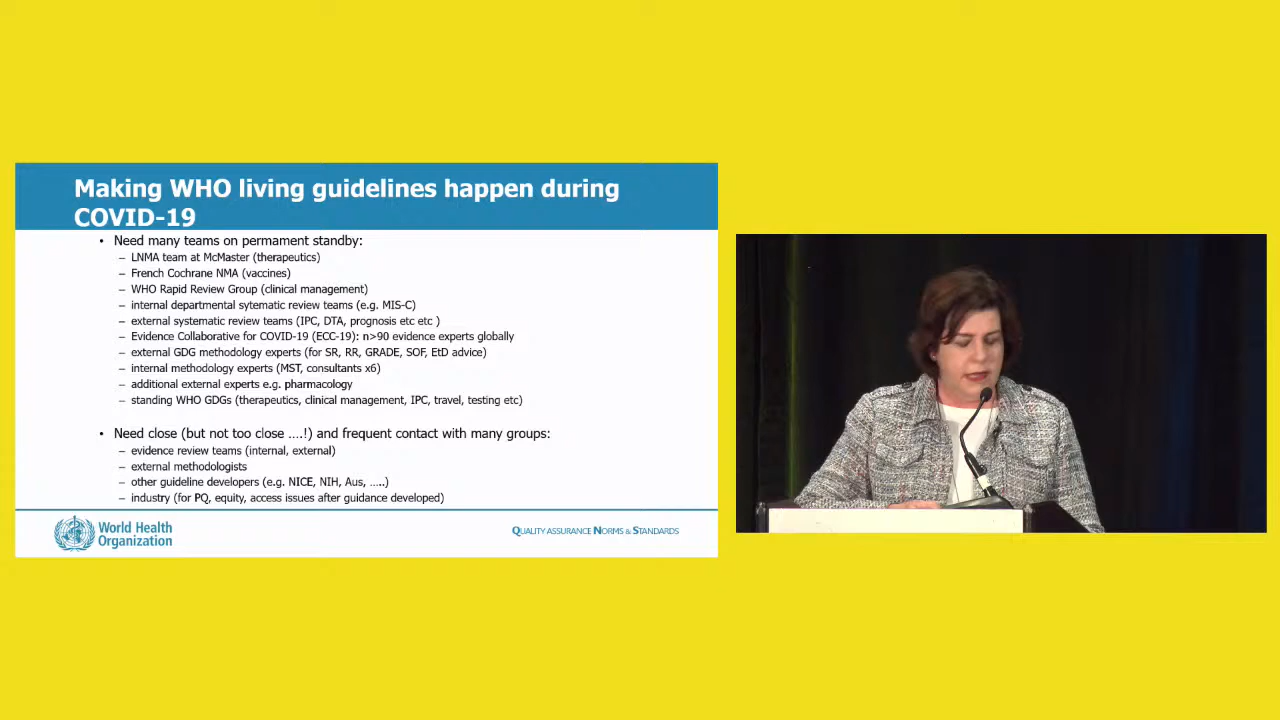 Making WHO living guidelines happen during
COVID-19
• Need many teams on permament standby:
– LNMA team at McMaster (therapeutics)
– French Cochrane NMA (vaccines)
– WHO Rapid Review Group (clinical management)
– internal departmental sytematic review teams (e.g. MIS-C)
– external systematic review teams (IPC, DTA, prognosis etc etc )
– Evidence Collaborative for COVID-19 (ECC-19): n>90 evidence experts globally
– external GDG methodology experts (for SR, RR, GRADE, SOF, EtD advice)
– internal methodology experts (MST, consultants x6)
– additional external experts e.g. pharmacology
– standing WHO GDGs (therapeutics, clinical management, IPC, travel, testing etc)
• Need close (but not too close ....!) and frequent contact with many groups:
– evidence review teams (internal, external)
– external methodologists
– other guideline developers (e.g. NICE, NIH, Aus, .....)
– industry (for PQ, equity, access issues after guidance developed)
World Health
Organization
QUALITY ASSURANCE NORMS & STANDARDS